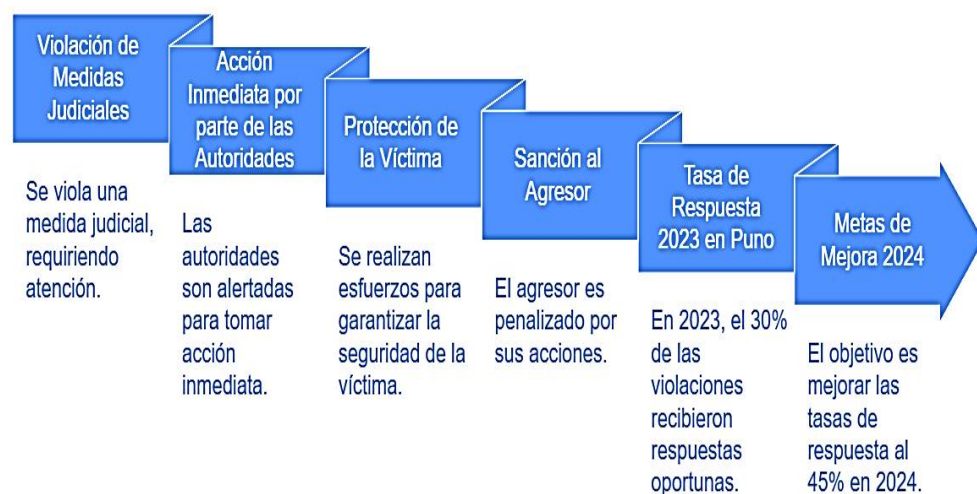 Violación de
Medidas
Judiciales
Se viola una
medida judicial,
requiriendo
atención.
Acción
Inmediata por
parte de las
Autoridades
Las
autoridades
son alertadas
para tomar
acción
inmediata.
Protección de
la Víctima
Se realizan
esfuerzos para
garantizar la
seguridad de la
víctima.
Sanción al
Agresor
El agresor es
penalizado por
sus acciones.
Tasa de
Respuesta
2023 en Puno
En 2023, el 30%
de las
violaciones
recibieron
respuestas
oportunas.
Metas de
Mejora 2024
El objetivo es
mejorar las
tasas de
respuesta al
45% en 2024.